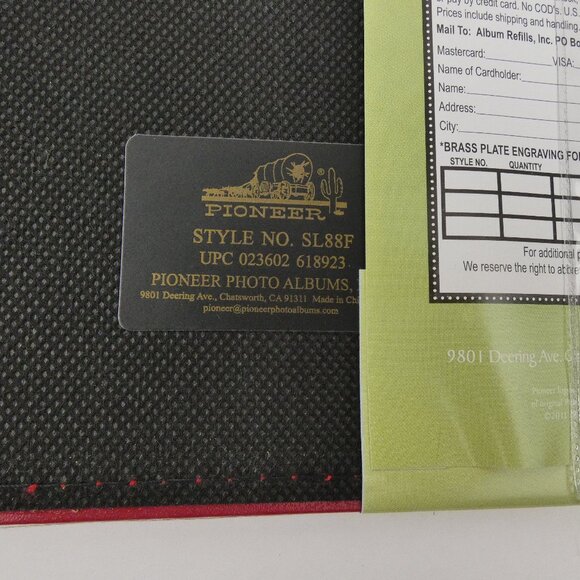 PIONEER
®
STYLE NO. SL88F
UPC 023602 618923
PIONEER PHOTO ALBUMS,
9801 Deering Ave., Chatsworth, CA 91311 Made in Chi
pioneer@pioneerphotoalbums.com
or pay by credit card. No COD's. U.S.
Prices include shipping and handling.
Mail To: Album Refills, Inc. PO Bo
Mastercard: VISA:
Name of Cardholder:
Name:
Address:
City:
*BRASS PLATE ENGRAVING FO
STYLE NO. QUANTITY
For additional
We reserve the right to
9801 Deering Ave.
of original